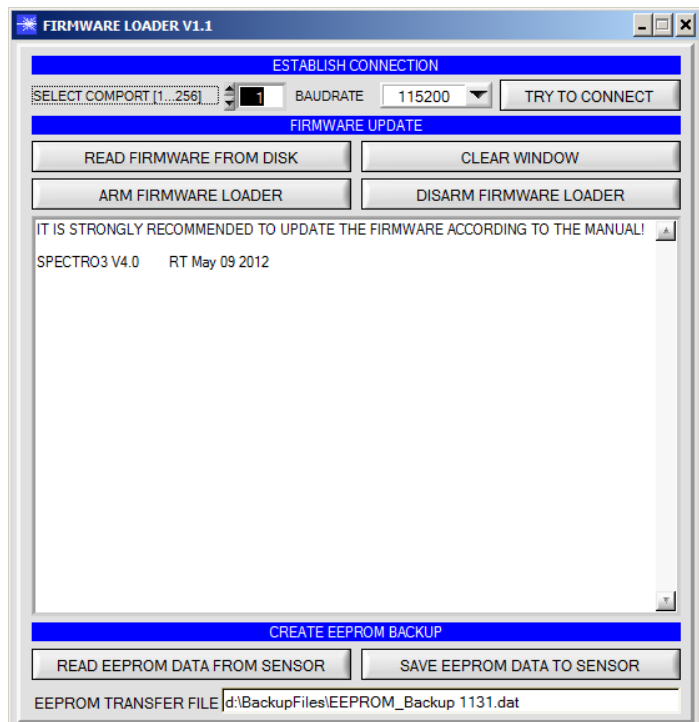 FIRMWARE LOADER V1.1
ESTABLISH CONNECTION
SELECT COMPORT [1...256] 1 BAUDRATE 115200 TRY TO CONNECT
FIRMWARE UPDATE
READ FIRMWARE FROM DISK CLEAR WINDOW
ARM FIRMWARE LOADER DISARM FIRMWARE LOADER
IT IS STRONGLY RECOMMENDED TO UPDATE THE FIRMWARE ACCORDING TO THE MANUAL!
SPECTRO3 V4.0 RT May 09 2012
CREATE EEPROM BACKUP
READ EEPROM DATA FROM SENSOR SAVE EEPROM DATA TO SENSOR
EEPROM TRANSFER FILE d:\BackupFiles\EEPROM_Backup 1131.dat